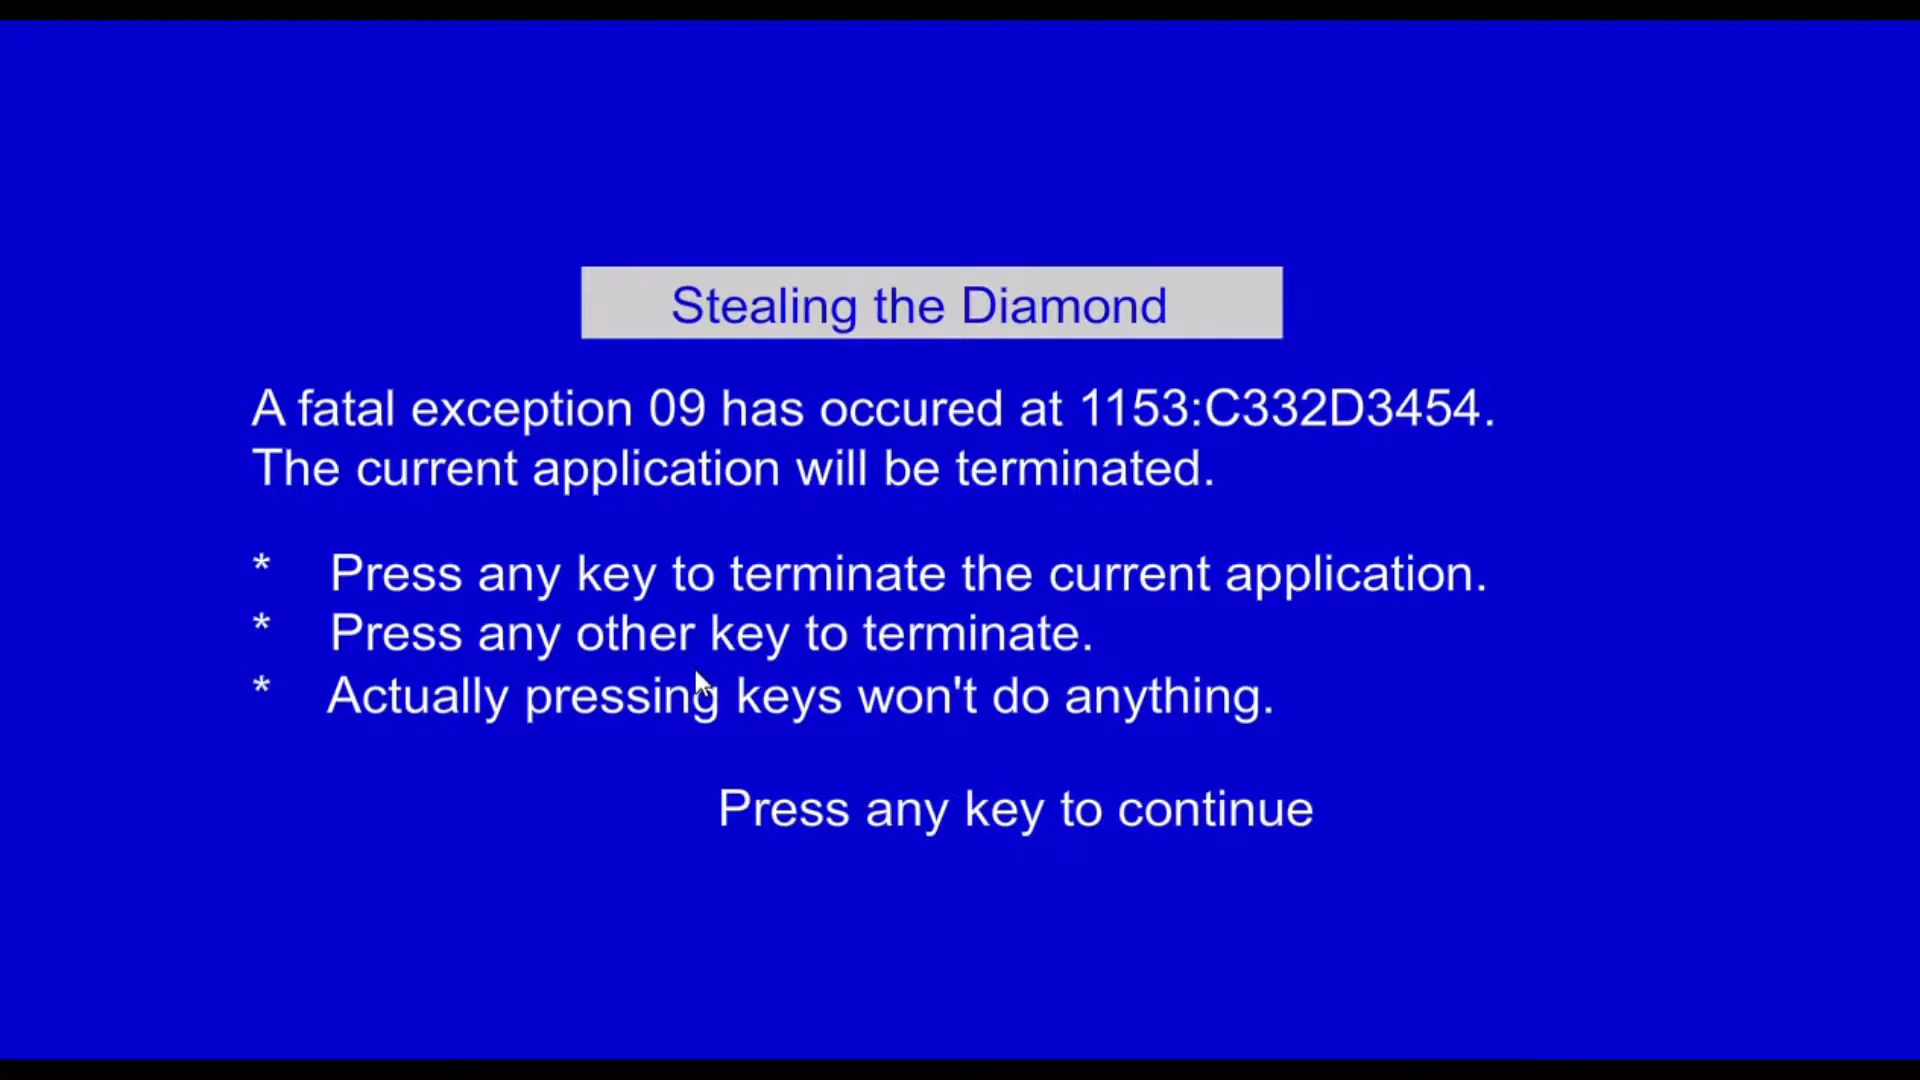 Stealing the Diamond
A fatal exception 09 has occured at 1153:C332D3454.
The current application will be terminated.
* Press any key to terminate the current application.
* Press any other key to terminate.
* Actually pressing keys won't do anything.
Press any key to continue